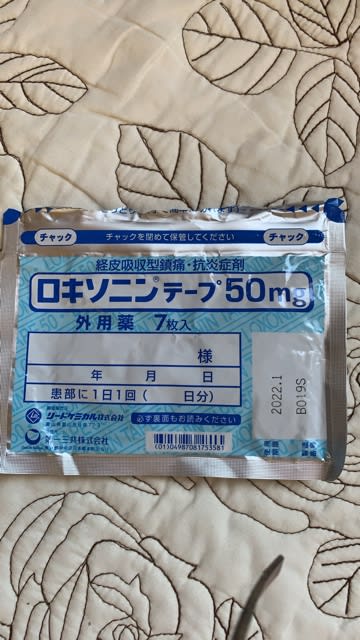 チャック
チャックを閉めて保管してください
チャック
経皮吸収型鎮痛・抗炎症剤
ロキソニン®テープ50mg
外用薬 7枚入
様
年 月 日
患部に1日1回( 日分)
リードケミカル株式会社
必ず裏面もお読みください
第一三共株式会社
(01)04987081753581
2022.1
B019S